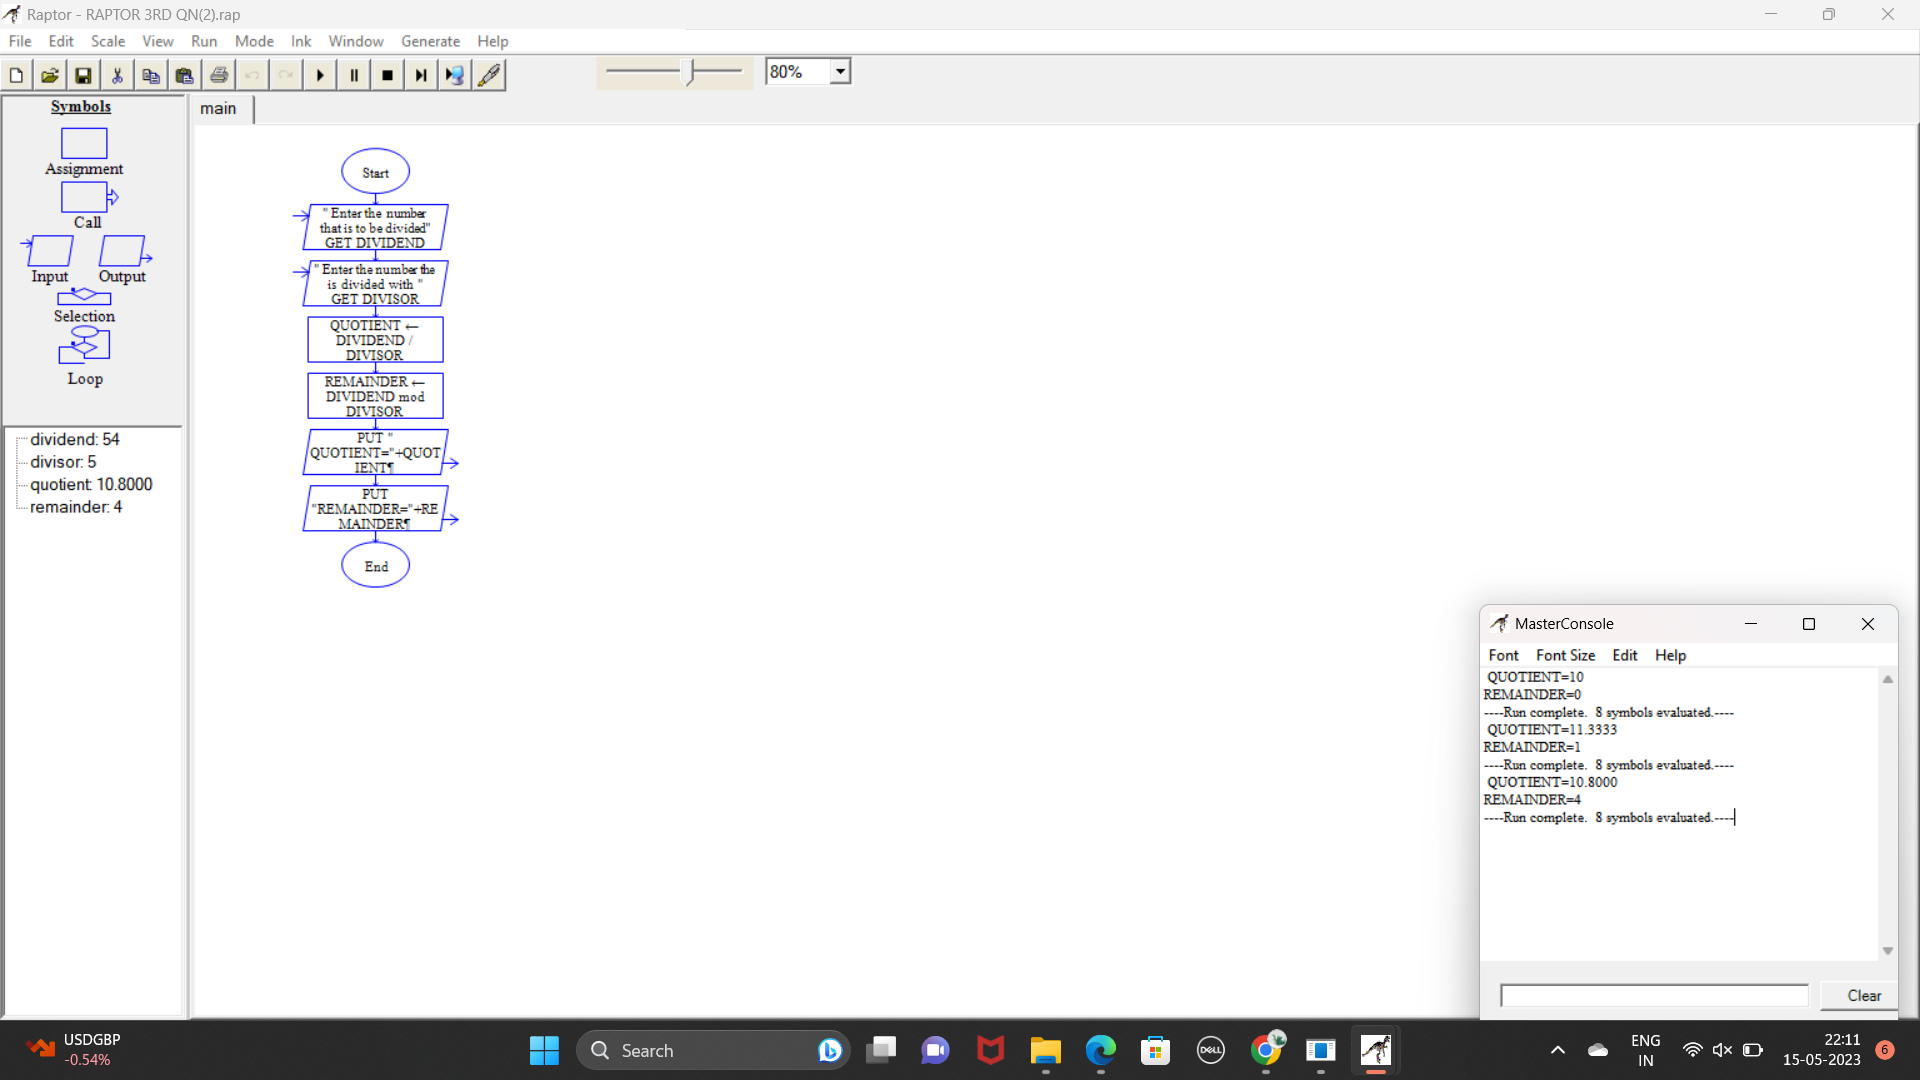 Raptor - RAPTOR 3RD QN(2).rap
File Edit Scale View Run Mode Ink Window Generate Help
80%
Symbols
Assignment
Call
Input Output
Selection
Loop
dividend: 54
divisor: 5
quotient: 10.8000
remainder: 4
main
Start
" Enter the number
that is to be divided"
GET DIVIDEND
" Enter the number the
is divided with "
GET DIVISOR
QUOTIENT ←
DIVIDEND /
DIVISOR
REMAINDER ←
DIVIDEND mod
DIVISOR
PUT "
QUOTIENT="+QUOT
IENT¶
PUT
"REMAINDER="+RE
MAINDER¶
End
MasterConsole
Font Font Size Edit Help
QUOTIENT=10
REMAINDER=0
----Run complete. 8 symbols evaluated.----
QUOTIENT=11.3333
REMAINDER=1
----Run complete. 8 symbols evaluated.----
QUOTIENT=10.8000
REMAINDER=4
----Run complete. 8 symbols evaluated.----
Clear
USDGBP
-0.54%
Search
DELL
ENG
IN
22:11
15-05-2023
6